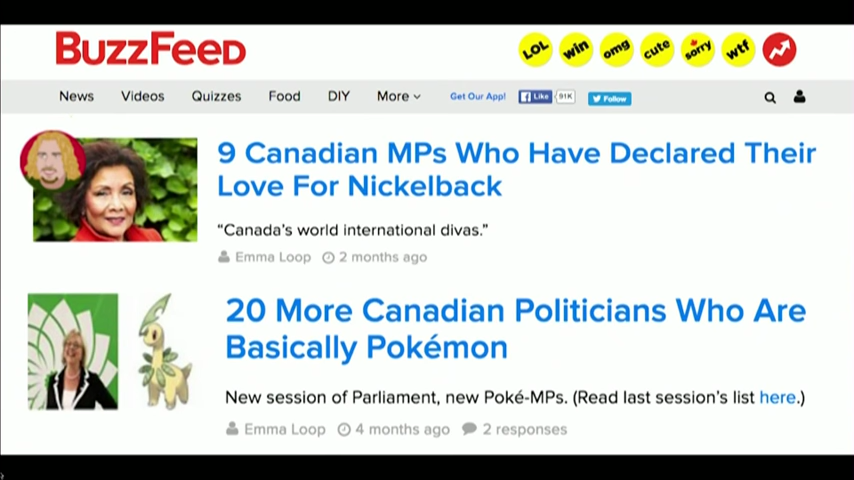 BuzzFeed
LOL win omg cute sorry wtf
News Videos Quizzes Food DIY More Get Our App! Like 91K Follow
9 Canadian MPs Who Have Declared Their
Love For Nickelback
“Canada’s world international divas.”
Emma Loop 2 months ago
20 More Canadian Politicians Who Are
Basically Pokémon
New session of Parliament, new Poké-MPs. (Read last session’s list here.)
Emma Loop 4 months ago 2 responses